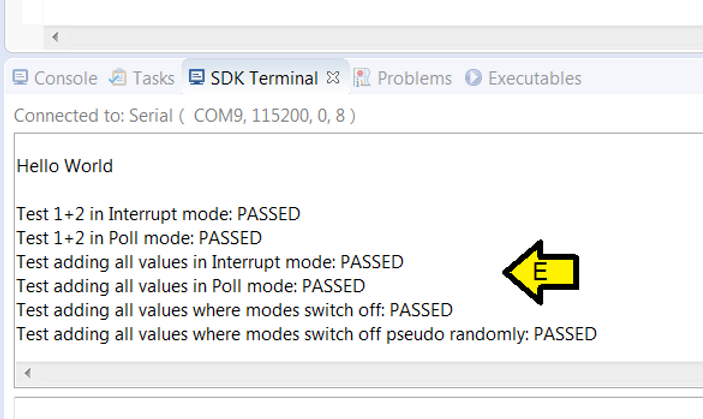 Console Tasks SDK Terminal Problems Executables
Connected to: Serial ( COM9, 115200, 0, 8 )
Hello World
Test 1+2 in Interrupt mode: PASSED
Test 1+2 in Poll mode: PASSED
Test adding all values in Interrupt mode: PASSED
E
Test adding all values in Poll mode: PASSED
Test adding all values where modes switch off: PASSED
Test adding all values where modes switch off pseudo randomly: PASSED